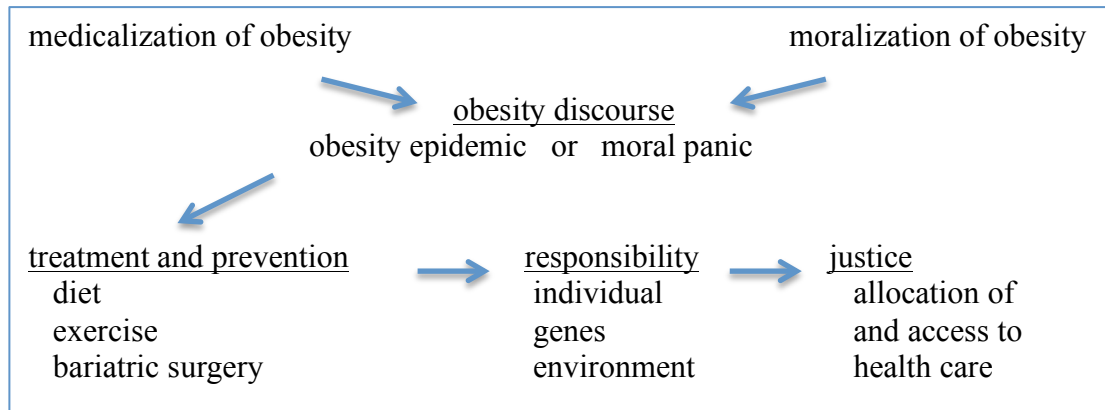 medicalization of obesity moralization of obesity
obesity discourse
obesity epidemic or moral panic
treatment and prevention responsibility justice
diet individual allocation of
exercise genes and access to
bariatric surgery environment health care